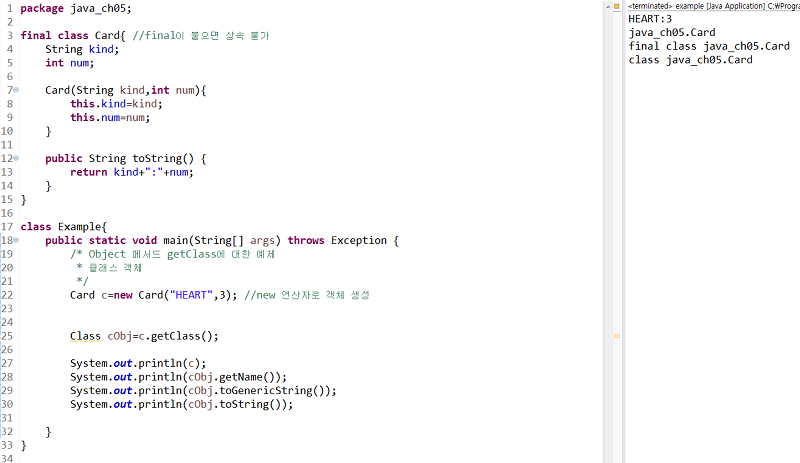 1 package java_ch05;
2
3 final class Card{ //final이 붙으면 상속 불가
4 String kind;
5 int num;
6
7 Card(String kind,int num){
8 this.kind=kind;
9 this.num=num;
10 }
11
12 public String toString() {
13 return kind+":"+num;
14 }
15 }
16
17 class Example{
18 public static void main(String[] args) throws Exception {
19 /* Object 메서드 getClass에 대한 예제
20 * 클래스 객체
21 */
22 Card c=new Card("HEART",3); //new 연산자로 객체 생성
23
24
25 Class cObj=c.getClass();
26
27 System.out.println(c);
28 System.out.println(cObj.getName());
29 System.out.println(cObj.toGenericString());
30 System.out.println(cObj.toString());
31
32 }
33 }
34
<terminated> example [Java Application] C:₩Progra
HEART:3
java_ch05.Card
final class java_ch05.Card
class java_ch05.Card